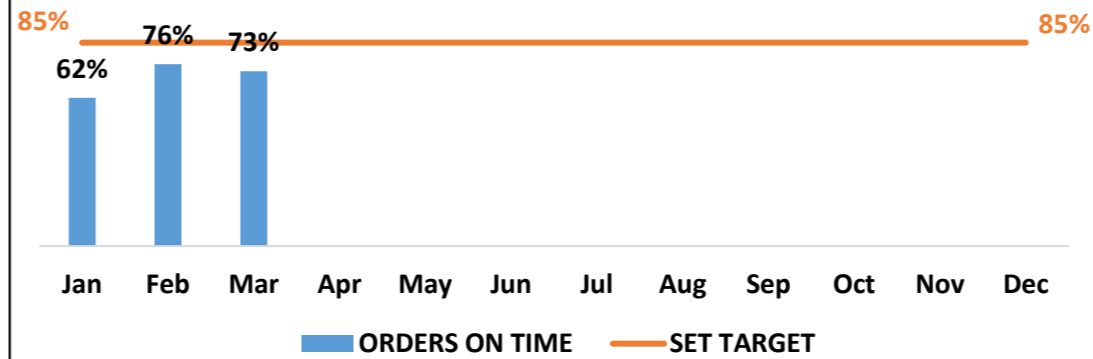 85%
85%
76%
73%
62%
Jan Feb Mar Apr May Jun Jul Aug Sep Oct Nov Dec
ORDERS ON TIME SET TARGET